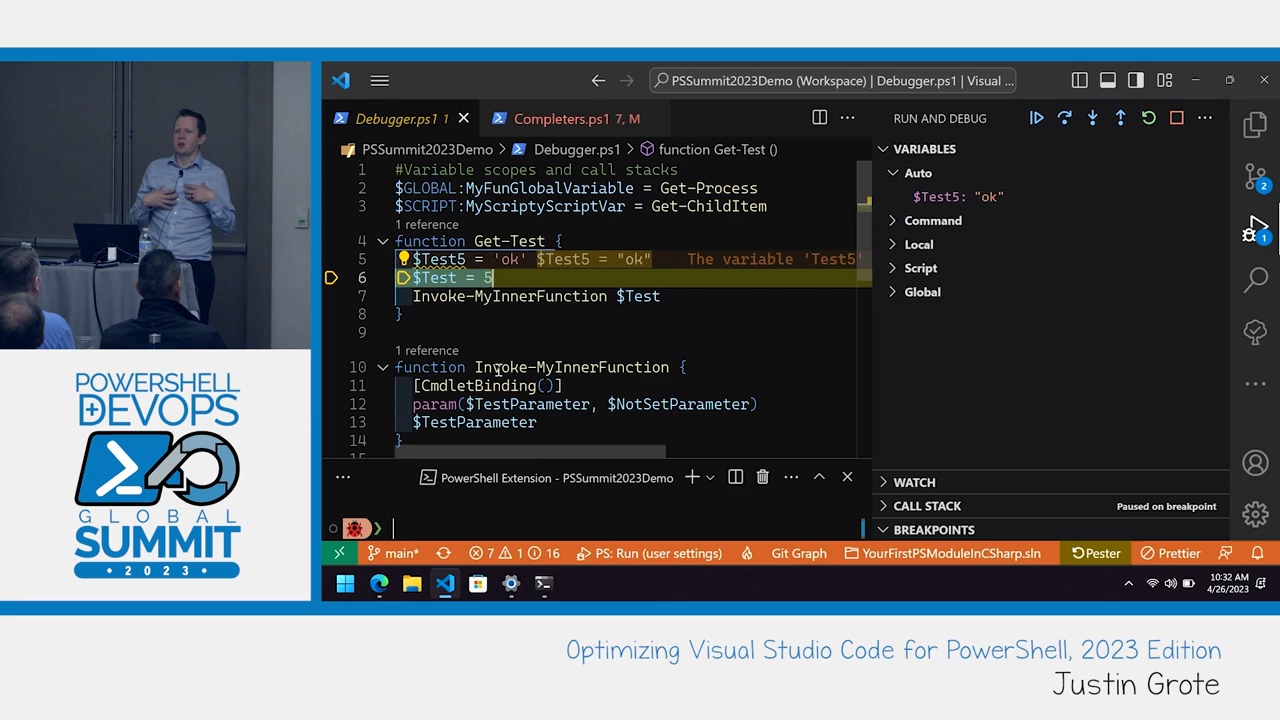 PSSummit2023Demo (Workspace) | Debugger.ps1 | Visual ...
Debugger.ps1 1
Completers.ps1 7, M
RUN AND DEBUG
PSSummit2023Demo > Debugger.ps1 > function Get-Test ()
VARIABLES
Auto
$Test5: "ok"
Command
Local
Script
Global
1 #Variable scopes and call stacks
2 $GLOBAL:MyFunGlobalVariable = Get-Process
3 $SCRIPT:MyScriptyScriptVar = Get-ChildItem
1 reference
4 function Get-Test {
5 $Test5 = 'ok' $Test5 = "ok" The variable 'Test5'
6 $Test = 5
7 Invoke-MyInnerFunction $Test
8 }
9
1 reference
10 function Invoke-MyInnerFunction {
11 [CmdletBinding()]
12 param($TestParameter, $NotSetParameter)
13 $TestParameter
14 }
15
2
1
PowerShell Extension - PSSummit2023Demo
WATCH
CALL STACK Paused on breakpoint
BREAKPOINTS
main* 7 1 16 PS: Run (user settings) Git Graph YourFirstPSModuleInCSharp.sln Pester Prettier
10:32 AM
4/26/2023
POWERSHELL
+DEVOPS
GLOBAL
SUMMIT
• 2023 •
Optimizing Visual Studio Code for PowerShell, 2023 Edition
Justin Grote